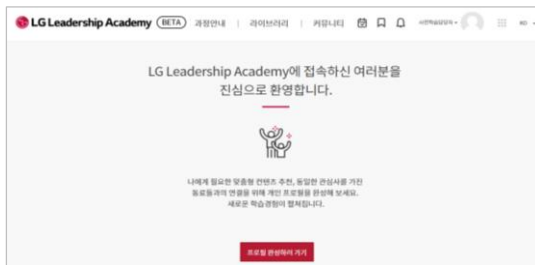 LG Leadership Academy BETA 과정안내 | 라이브러리 | 커뮤니티
LG Leadership Academy에 접속하신 여러분을
진심으로 환영합니다.
나에게 필요한 맞춤형 컨텐츠 추천, 동일한 관심사를 가진
동료들과의 연결을 위해 개인 프로필을 완성해 보세요.
새로운 학습경험이 펼쳐집니다.
프로필 완성하러 가기